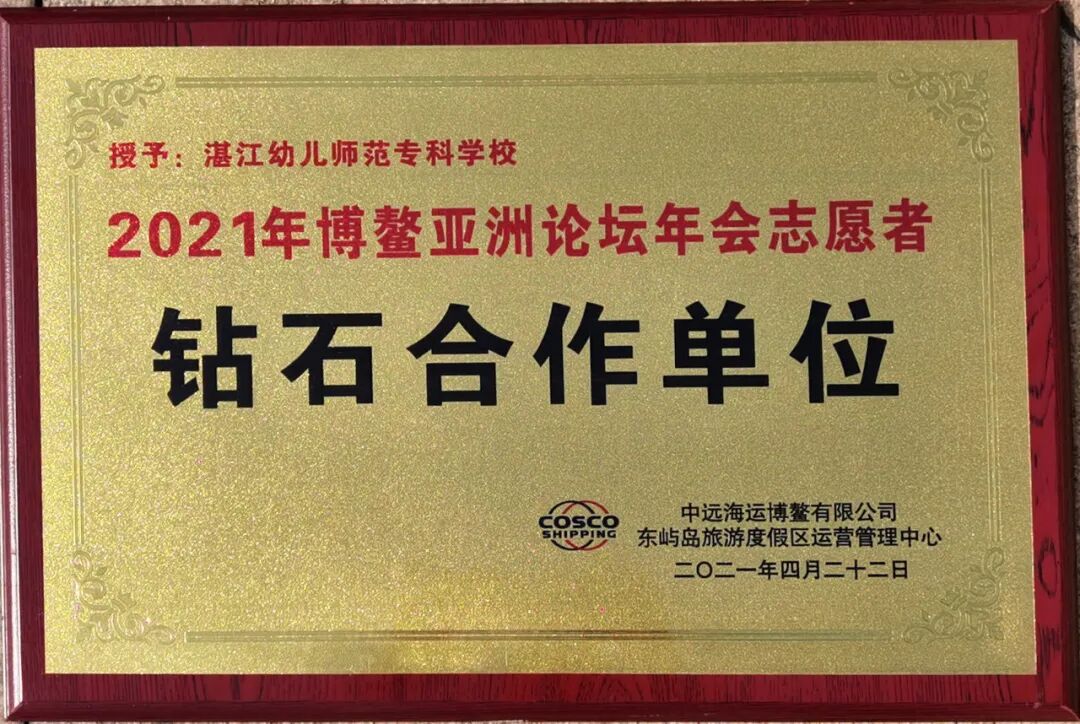 授予：湛江幼儿师范专科学校
2021年博鳌亚洲论坛年会志愿者
钻石合作单位
COSCO
SHIPPING
中远海运博鳌有限公司
东屿岛旅游度假区运营管理中心
二〇二一年四月二十二日